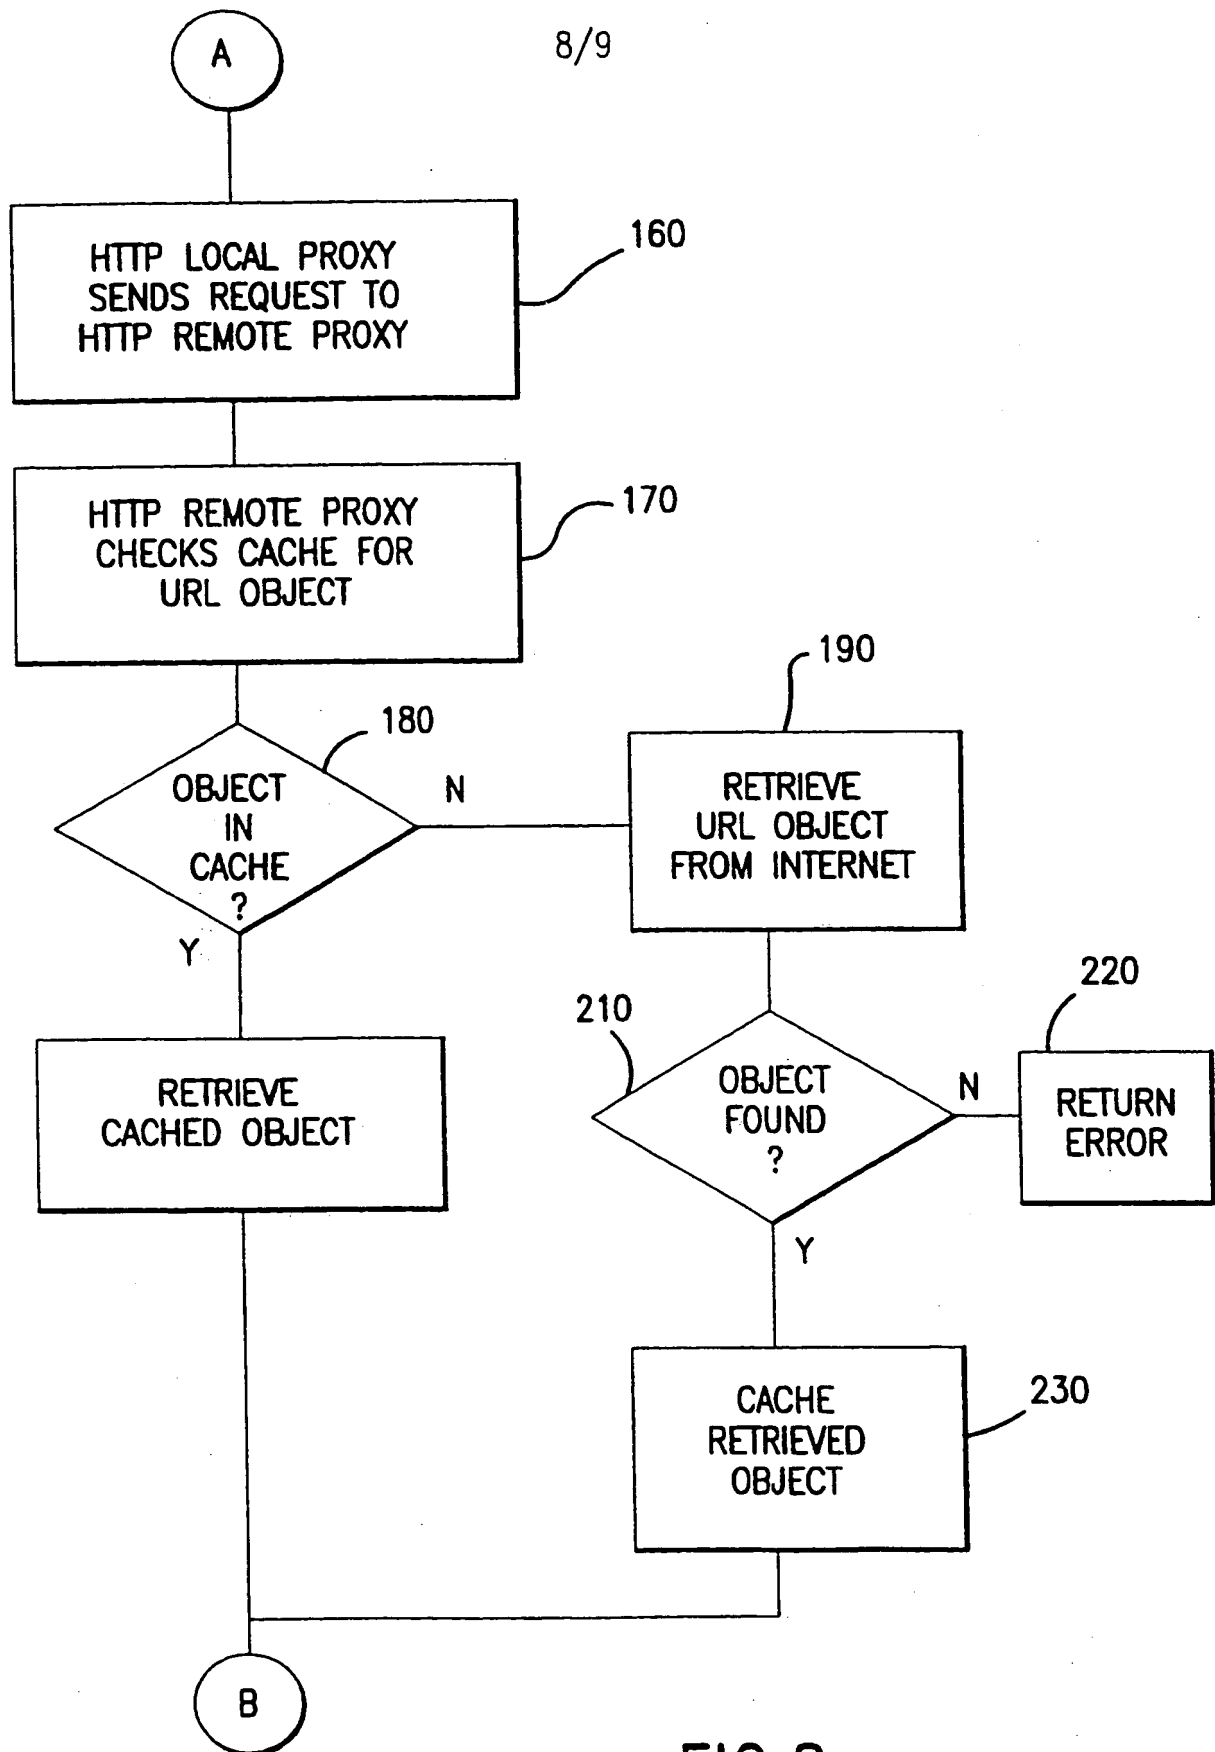 A
8/9
HTTP LOCAL PROXY
SENDS REQUEST TO
HTTP REMOTE PROXY
160
HTTP REMOTE PROXY
CHECKS CACHE FOR
URL OBJECT
170
180
OBJECT
IN
CACHE
?
N
Y
190
RETRIEVE
URL OBJECT
FROM INTERNET
RETRIEVE
CACHED OBJECT
210
OBJECT
FOUND
?
N
Y
220
RETURN
ERROR
CACHE
RETRIEVED
OBJECT
230
B